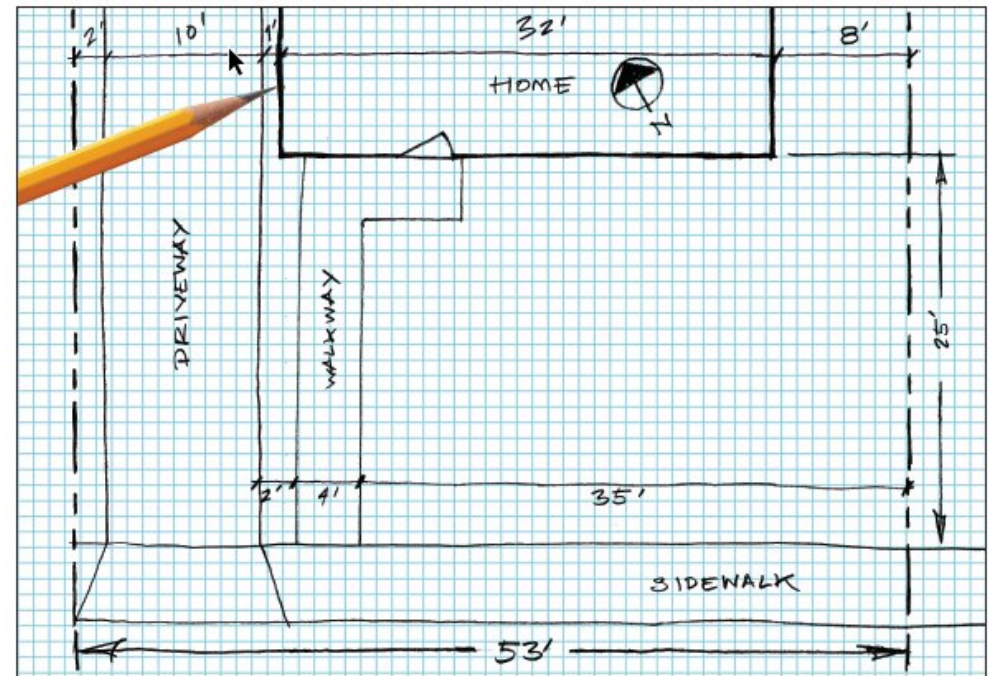 2' 10' 1' 32' 8'
HOME
N
DRIVEWAY
WALKWAY
25'
2' 4' 35'
SIDEWALK
53'